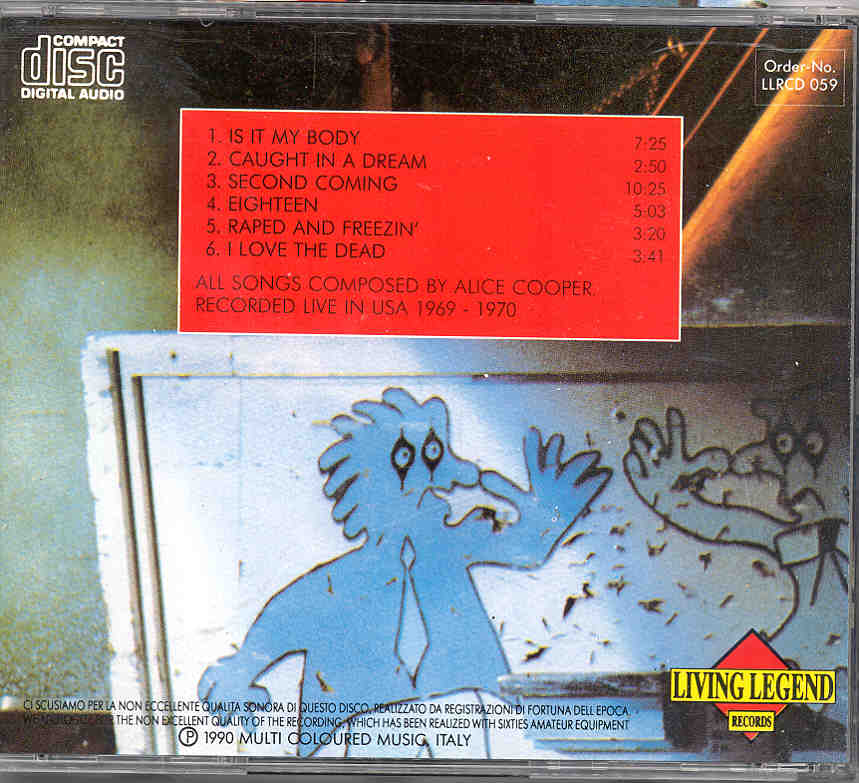 COMPACT
disc
DIGITAL AUDIO
Order-No.
LLRCD 059
1. IS IT MY BODY 7:25
2. CAUGHT IN A DREAM 2:50
3. SECOND COMING 10:25
4. EIGHTEEN 5:03
5. RAPED AND FREEZIN' 3:20
6. I LOVE THE DEAD 3:41
ALL SONGS COMPOSED BY ALICE COOPER.
RECORDED LIVE IN USA 1969 - 1970
LIVING LEGEND
RECORDS
CI SCUSIAMO PER LA NON ECCELLENTE QUALITA SONORA DI QUESTO DISCO, REALIZZATO DA REGISTRAZIONI DI FORTUNA DELL EPOCA.
WE APOLOGIZE FOR THE NON EXCELLENT QUALITY OF THE RECORDING, WHICH HAS BEEN REALIZED WITH SIXTIES AMATEUR EQUIPMENT
Ⓟ 1990 MULTI COLOURED MUSIC, ITALY